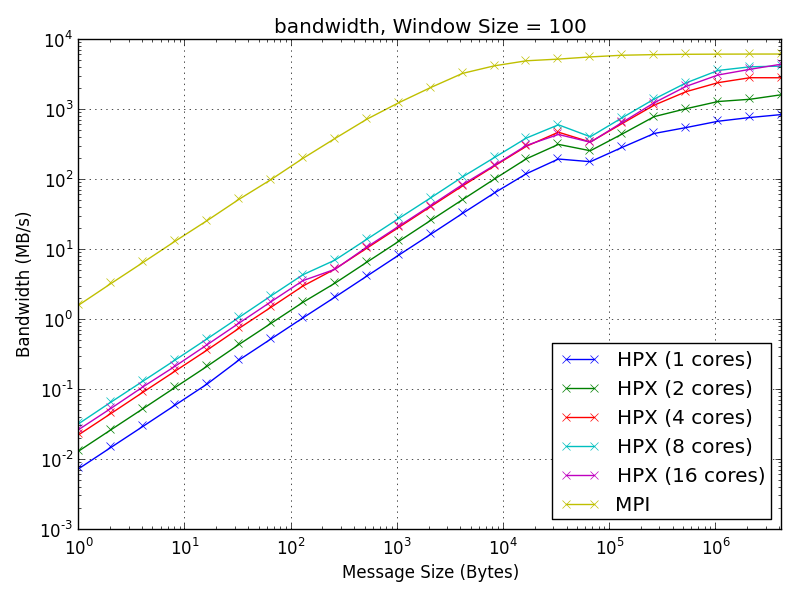 bandwidth, Window Size = 100
Bandwidth (MB/s)
10^4
10^3
10^2
10^1
10^0
10^-1
10^-2
10^-3
10^0 10^1 10^2 10^3 10^4 10^5 10^6
Message Size (Bytes)
HPX (1 cores)
HPX (2 cores)
HPX (4 cores)
HPX (8 cores)
HPX (16 cores)
MPI